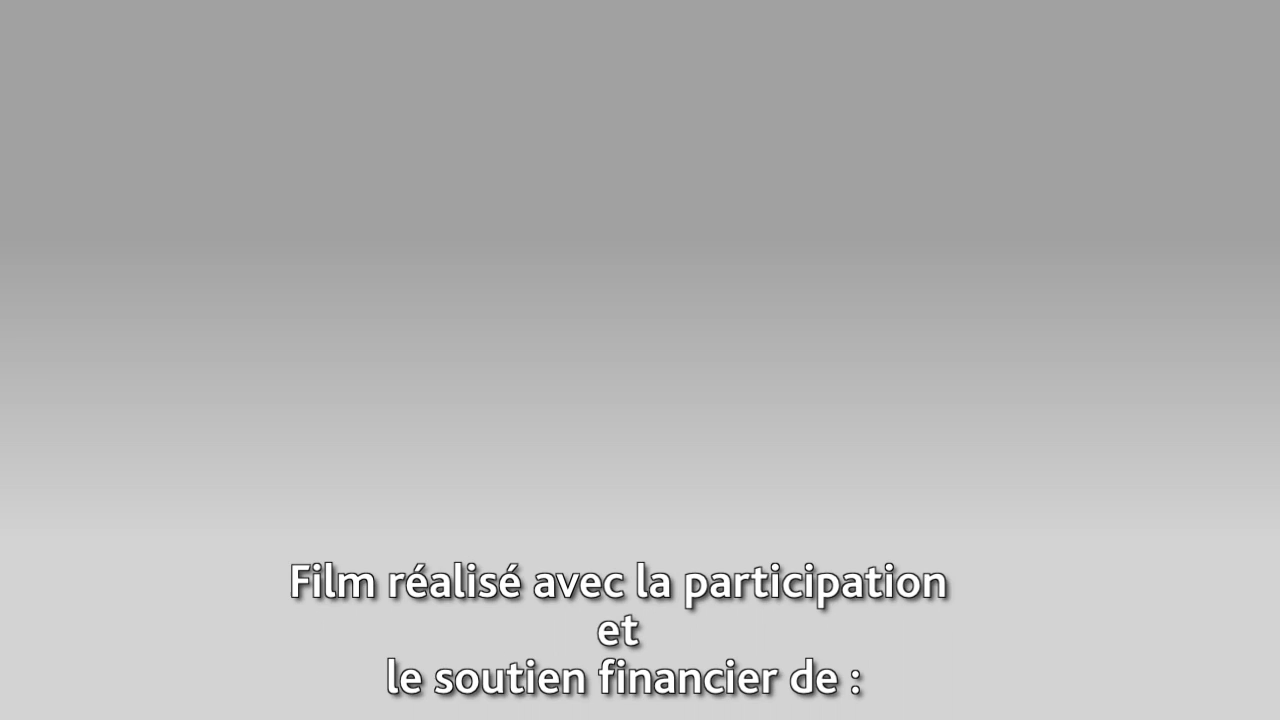 Film réalisé avec la participation
et
le soutien financier de :